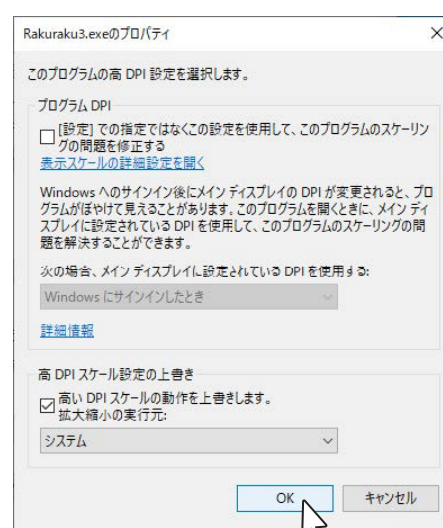 Rakuraku3.exeのプロパティ
このプログラムの高 DPI 設定を選択します。
プログラム DPI
[設定] での指定ではなくこの設定を使用して、このプログラムのスケーリン
グの問題を修正する
表示スケールの詳細設定を開く
Windows へのサインイン後にメイン ディスプレイの DPI が変更されると、プロ
グラムがぼやけて見えることがあります。このプログラムを開くときに、メイン ディ
スプレイに設定されている DPI を使用して、このプログラムのスケーリングの問
題を解決することができます。
次の場合、メイン ディスプレイに設定されている DPI を使用する:
Windows にサインインしたとき
詳細情報
高 DPI スケール設定の上書き
高い DPI スケールの動作を上書きします。
拡大縮小の実行元:
システム
OK
キャンセル